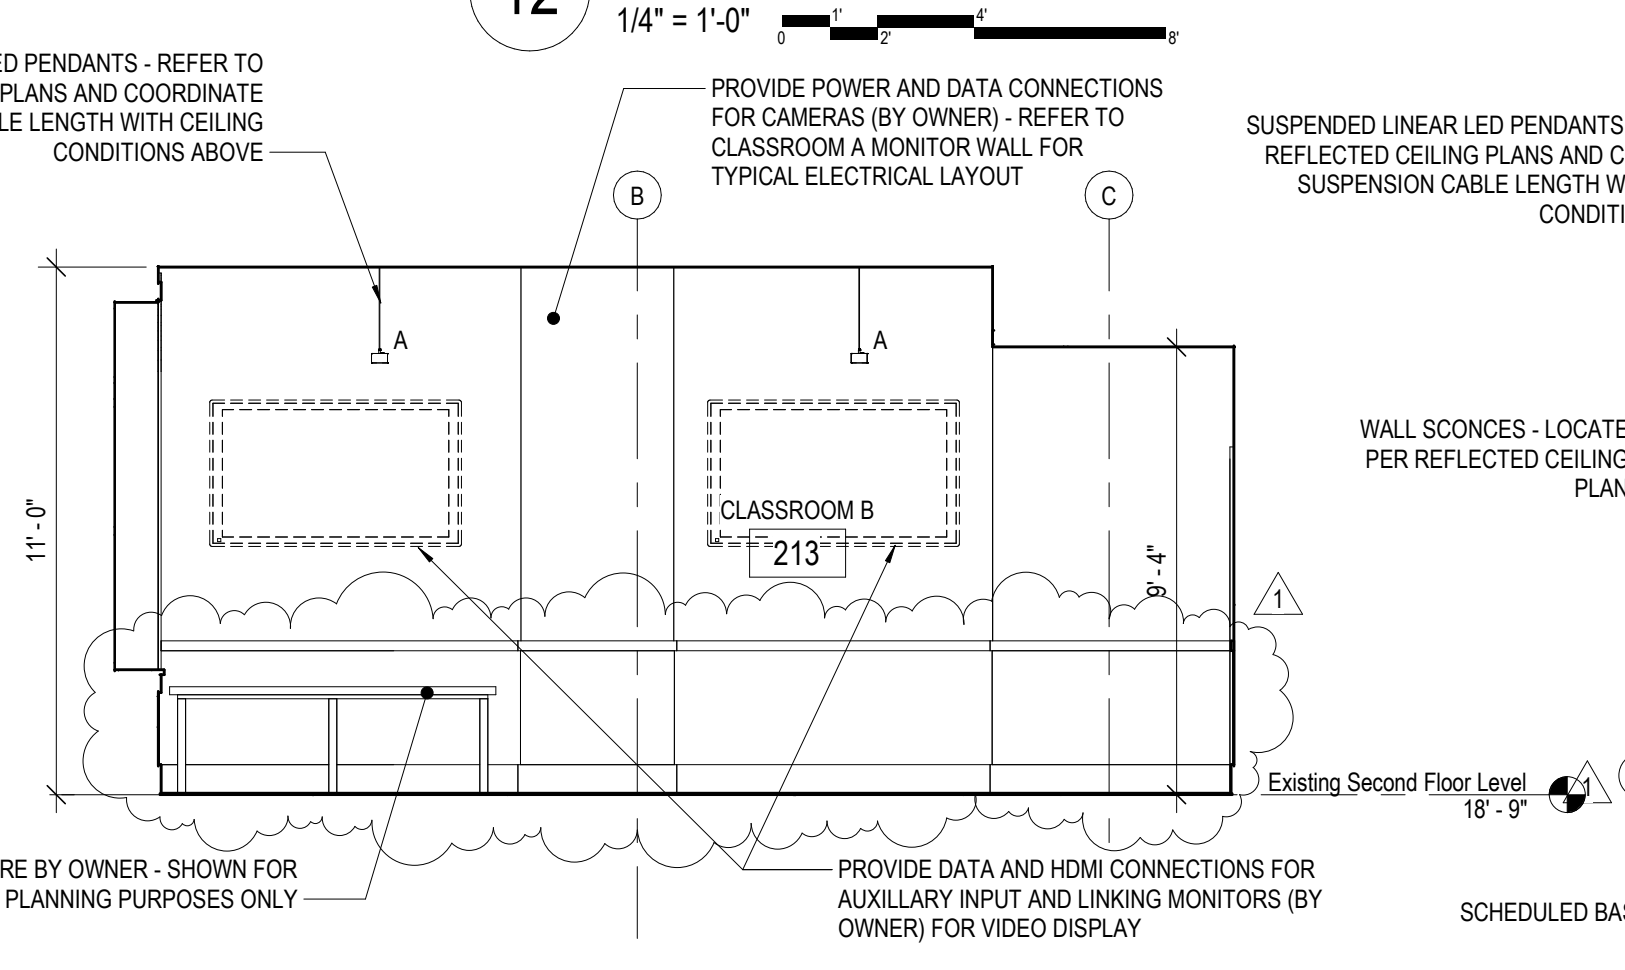 12
1/4" = 1'-0"
0
1'
2'
4'
8'
PENDANTS - REFER TO
PLANS AND COORDINATE
LENGTH WITH CEILING
CONDITIONS ABOVE
PROVIDE POWER AND DATA CONNECTIONS
FOR CAMERAS (BY OWNER) - REFER TO
CLASSROOM A MONITOR WALL FOR
TYPICAL ELECTRICAL LAYOUT
SUSPENDED LINEAR LED PENDANTS
REFLECTED CEILING PLANS AND C
SUSPENSION CABLE LENGTH W
CONDITI
B
C
A
A
WALL SCONCES - LOCATE
PER REFLECTED CEILING
PLAN
11' - 0"
CLASSROOM B
213
9' - 4"
1
Existing Second Floor Level
18' - 9"
1
RE BY OWNER - SHOWN FOR
PLANNING PURPOSES ONLY
PROVIDE DATA AND HDMI CONNECTIONS FOR
AUXILLARY INPUT AND LINKING MONITORS (BY
OWNER) FOR VIDEO DISPLAY
SCHEDULED BAS